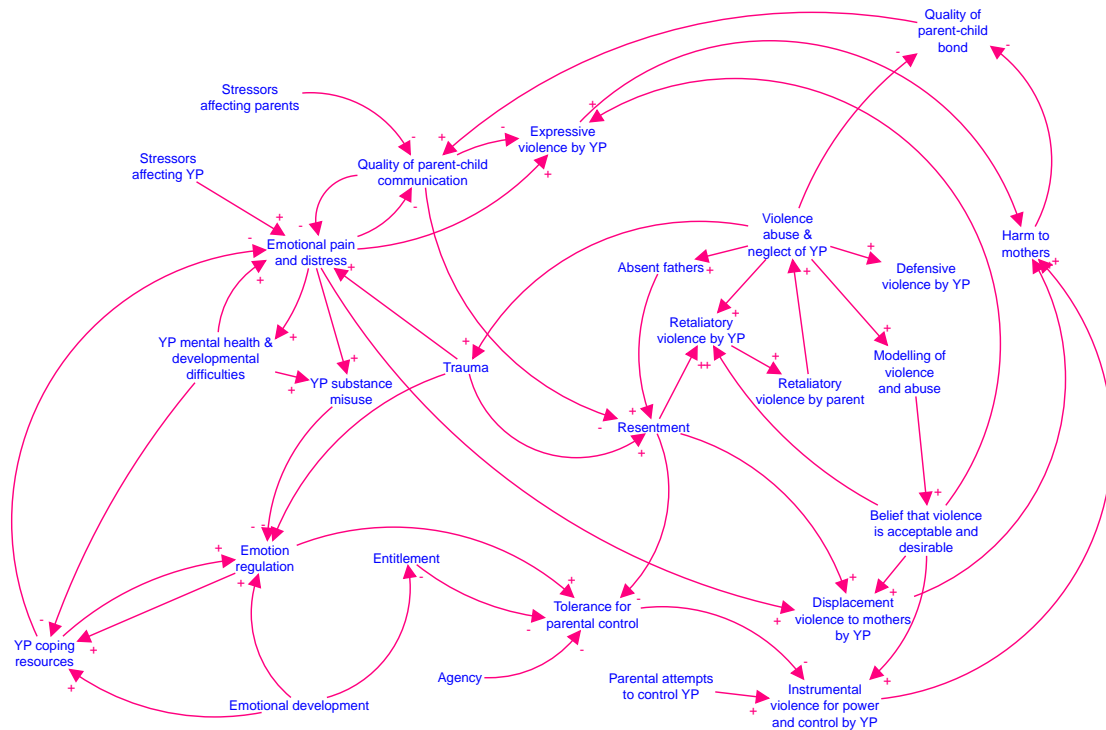 Quality of
parent-child
bond
Stressors
affecting parents
Expressive
violence by YP
Stressors
affecting YP
Quality of parent-child
communication
Violence
abuse &
neglect of YP
Harm to
mothers
Emotional pain
and distress
Absent fathers
Defensive
violence by YP
Retaliatory
violence by YP
YP mental health &
developmental
difficulties
Trauma
Modelling of
violence
and abuse
YP substance
misuse
Retaliatory
violence by parent
Resentment
Belief that violence
is acceptable and
desirable
Emotion
regulation
Entitlement
Tolerance for
parental control
Displacement
violence to mothers
by YP
YP coping
resources
Agency
Parental attempts
to control YP
Instrumental
violence for power
and control by YP
Emotional development